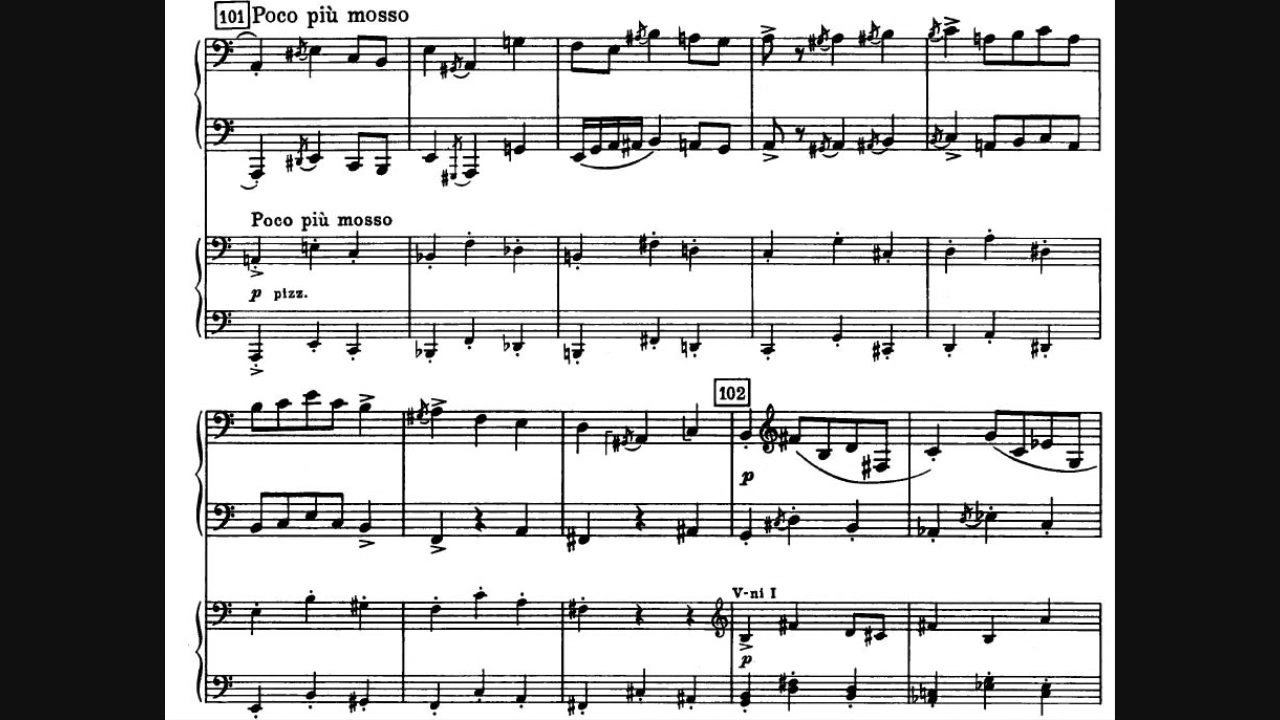 101 Poco più mosso
Poco più mosso
p pizz.
102
p
V-ni I
p